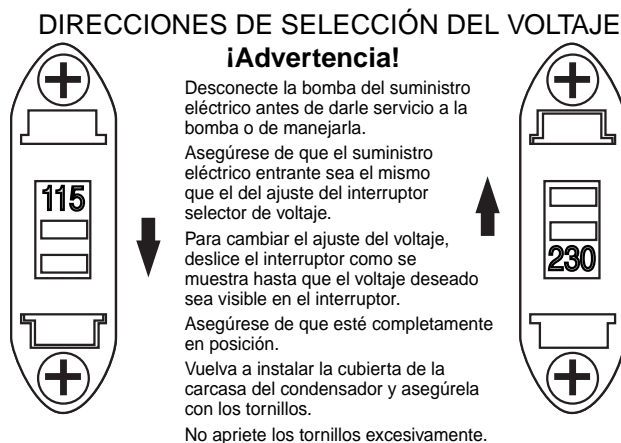 DIRECCIONES DE SELECCIÓN DEL VOLTAJE
¡Advertencia!
Desconecte la bomba del suministro
eléctrico antes de darle servicio a la
bomba o de manejarla.
Asegúrese de que el suministro
eléctrico entrante sea el mismo
que el del ajuste del interruptor
selector de voltaje.
Para cambiar el ajuste del voltaje,
deslice el interruptor como se
muestra hasta que el voltaje deseado
sea visible en el interruptor.
Asegúrese de que esté completamente
en posición.
Vuelva a instalar la cubierta de la
carcasa del condensador y asegúrela
con los tornillos.
No apriete los tornillos excesivamente.
115
230